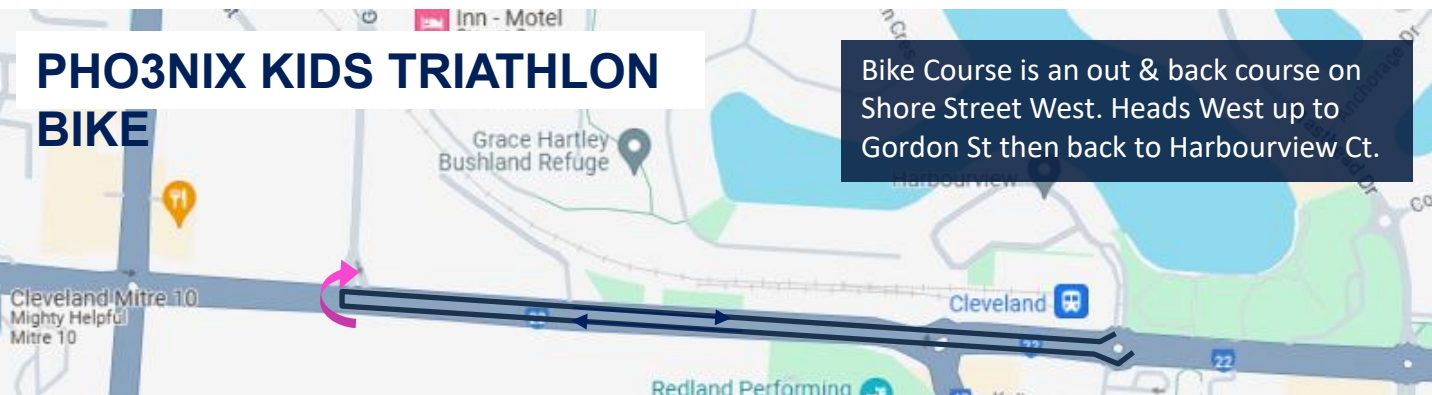 Inn - Motel
PHO3NIX KIDS TRIATHLON
BIKE
Bike Course is an out & back course on
Shore Street West. Heads West up to
Gordon St then back to Harbourview Ct.
Grace Hartley
Bushland Refuge
Harbourview
Anchorage Dr
Cleveland Mitre 10
Mighty Helpful
Mitre 10
Cleveland
22
22
22
Redland Performing